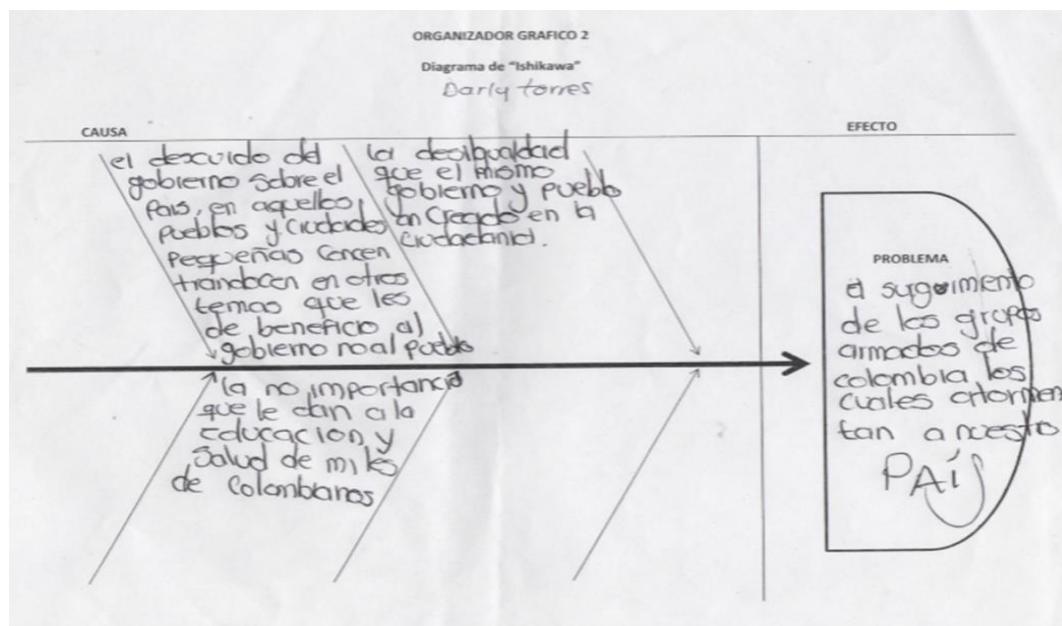 ORGANIZADOR GRAFICO 2
Diagrama de "Ishikawa"
Darly torres
CAUSA
EFECTO
el descuido del
gobierno sobre el
pais, en aquellos
pueblos y ciudades
pequeñas concen
trandocen en otros
temas que les
de beneficio al
gobierno no al pueblo
la desigualdad
que el mismo
gobierno y pueblo
an creado en la
ciudadania.
la no importancia
que le dan a la
educacion y
salud de miles
de colombianos
PROBLEMA
el surgimiento
de los grupos
armados de
colombia, los
cuales atormen
tan a nuestro
PAÍS